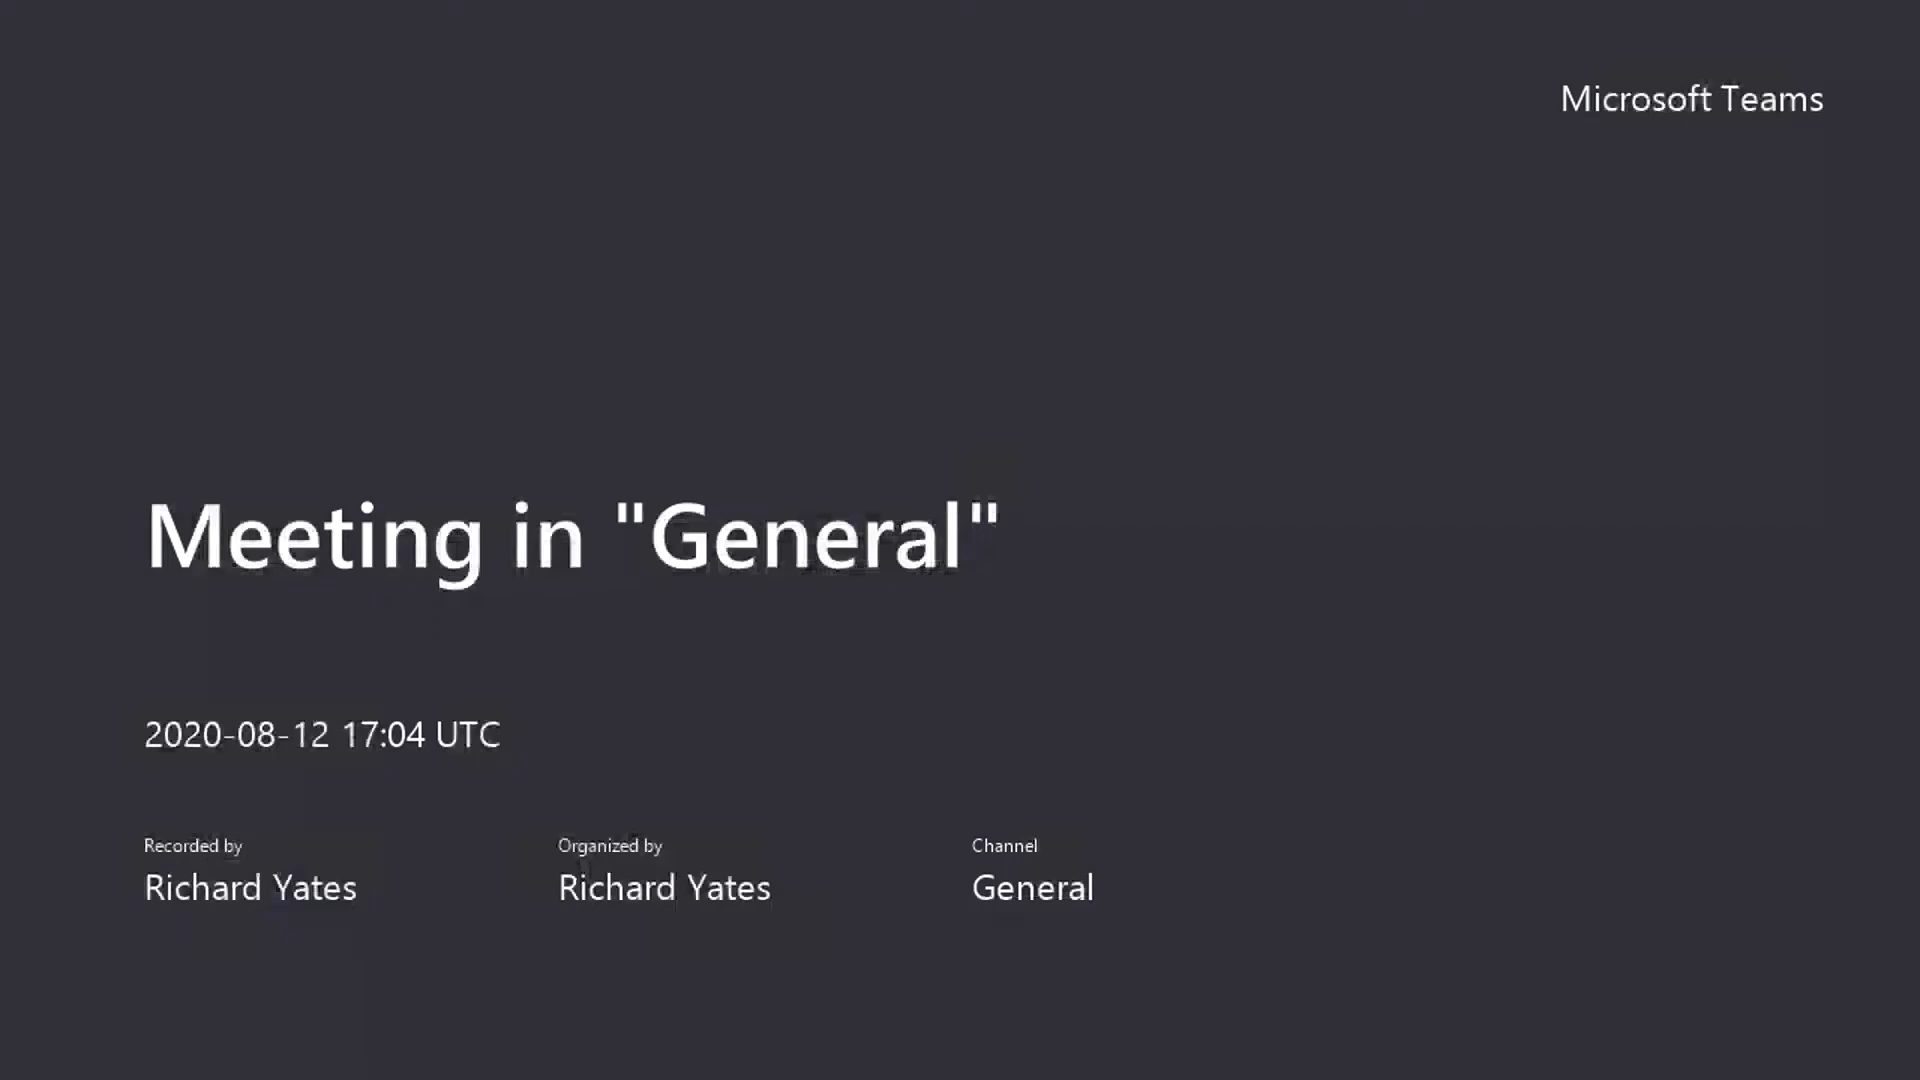 Microsoft Teams
Meeting in "General"
2020-08-12 17:04 UTC
Recorded by
Richard Yates
Organized by
Richard Yates
Channel
General